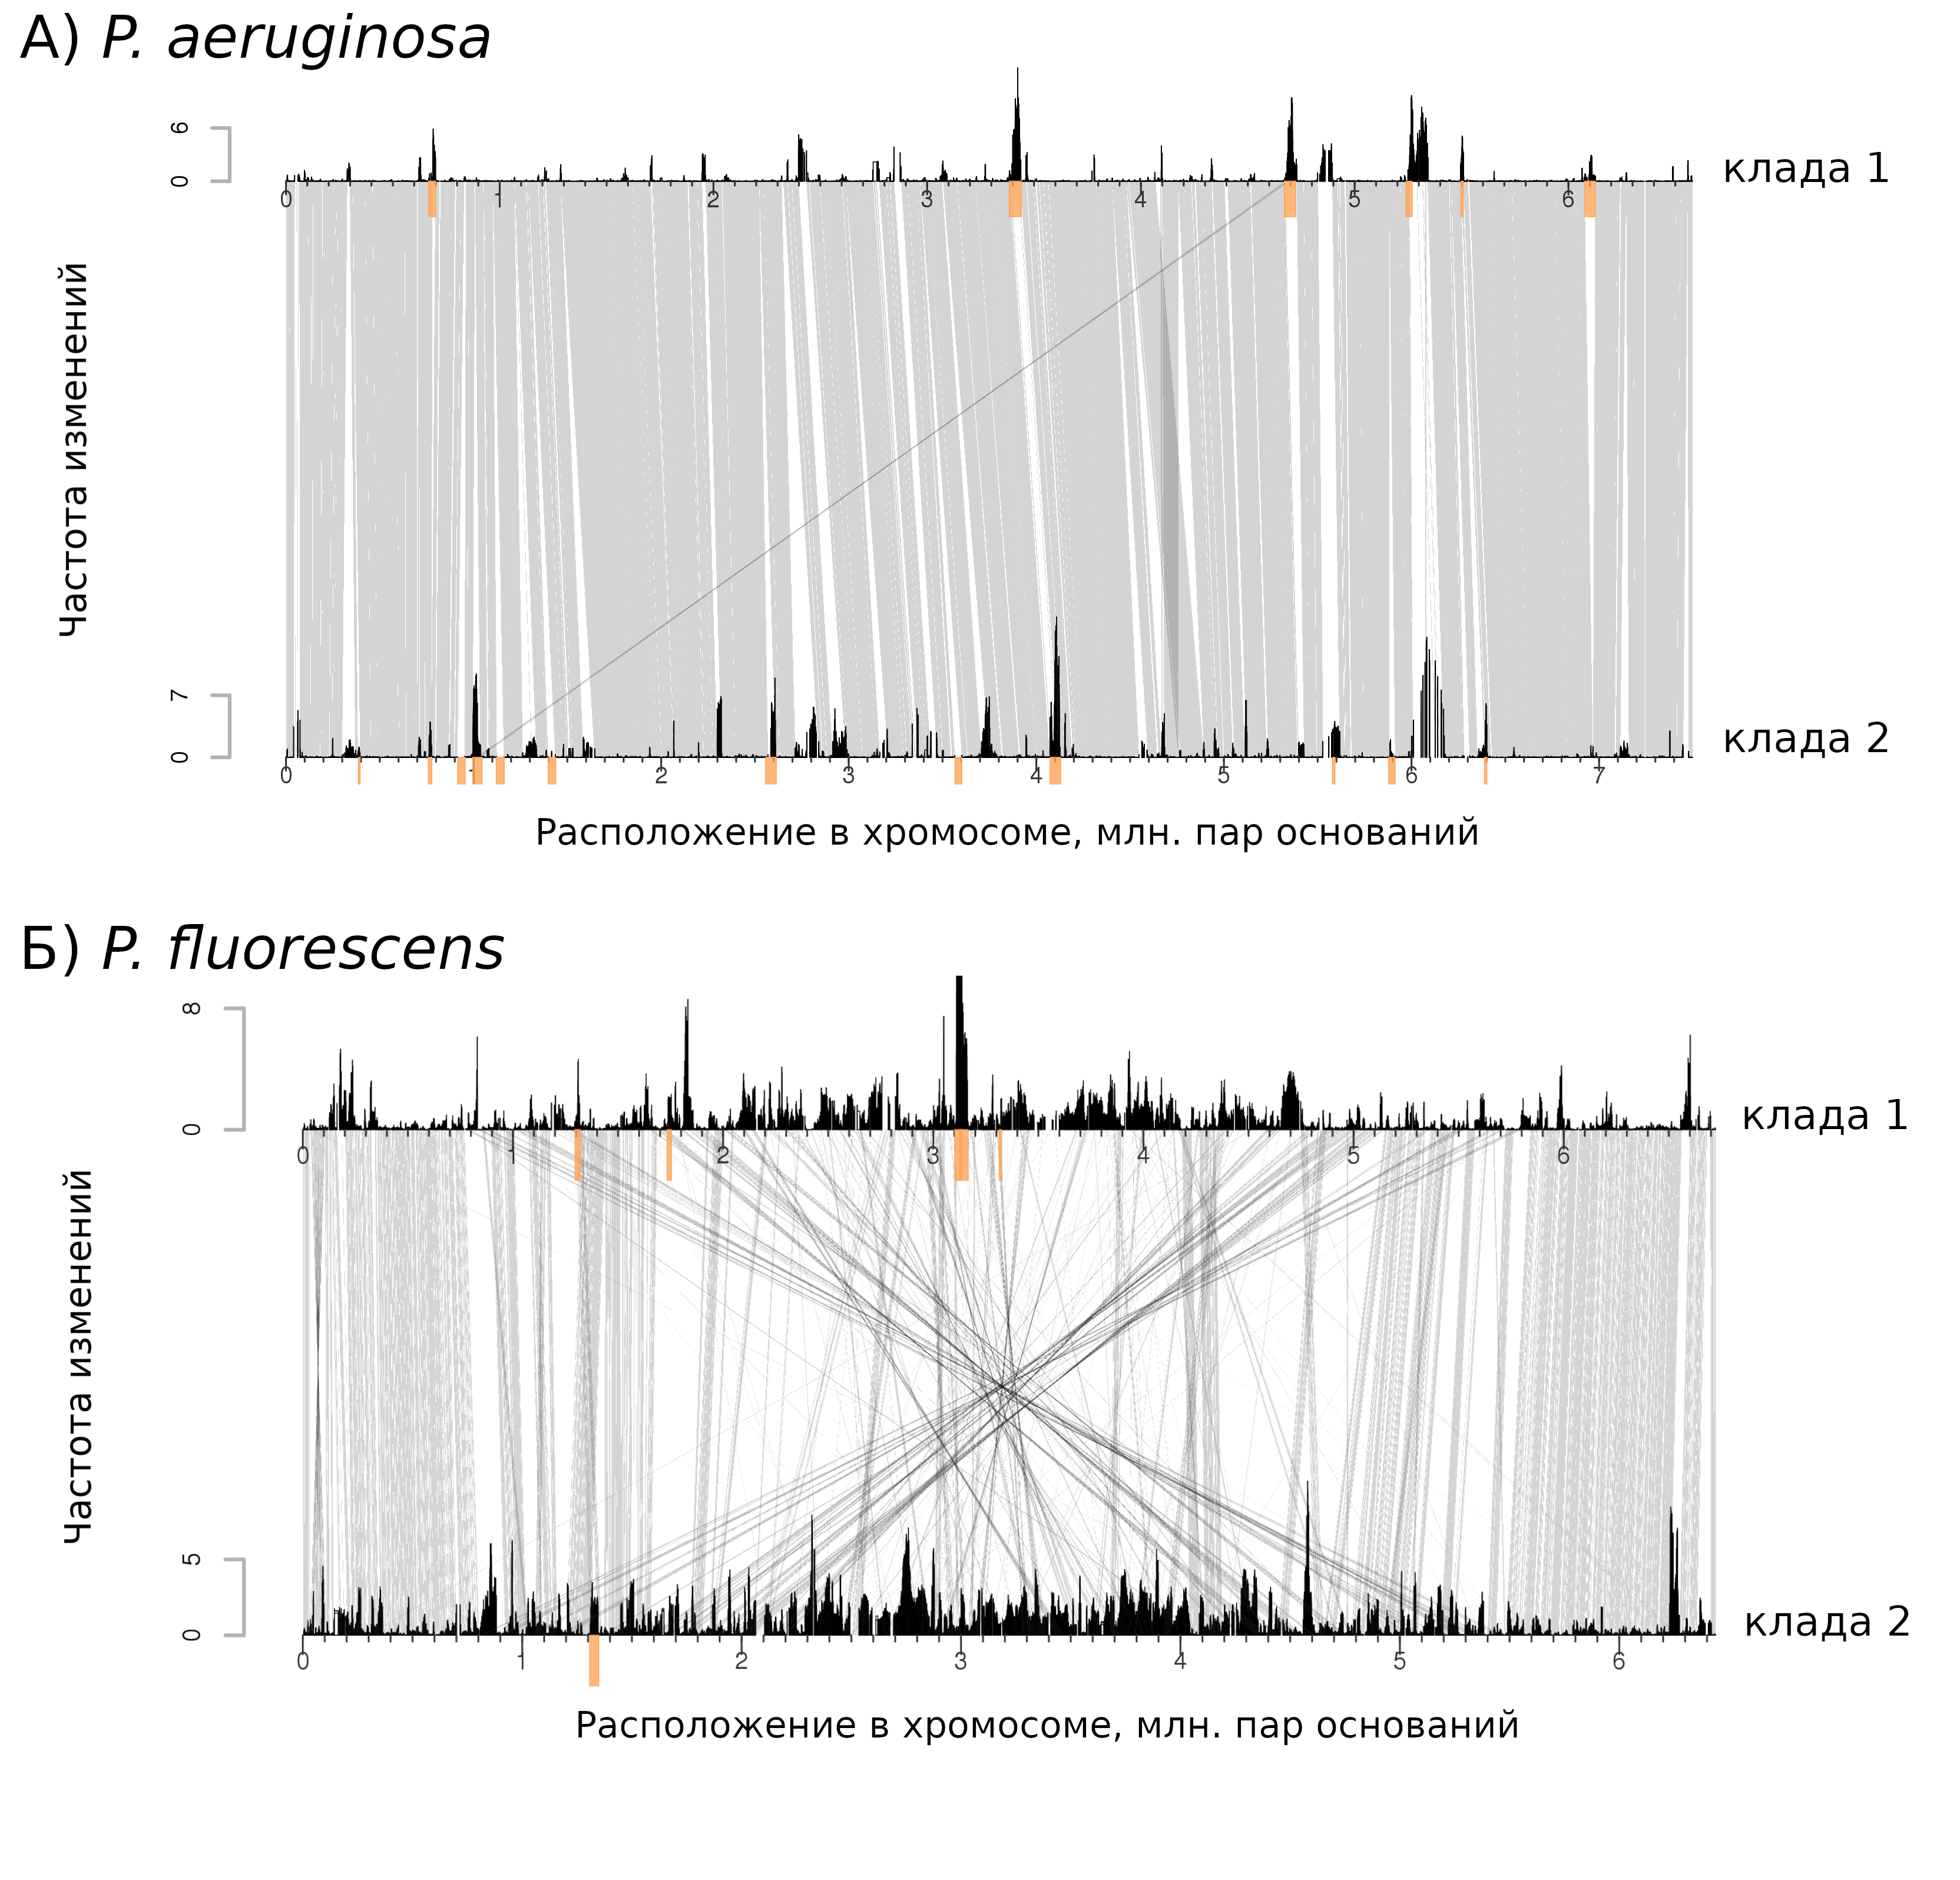 А) P. aeruginosa
6
0
клада 1
0 1 2 3 4 5 6
Частота изменений
7
0
клада 2
0 1 2 3 4 5 6 7
Расположение в хромосоме, млн. пар оснований
Б) P. fluorescens
8
0
клада 1
0 1 2 3 4 5 6
Частота изменений
5
0
клада 2
0 1 2 3 4 5 6
Расположение в хромосоме, млн. пар оснований